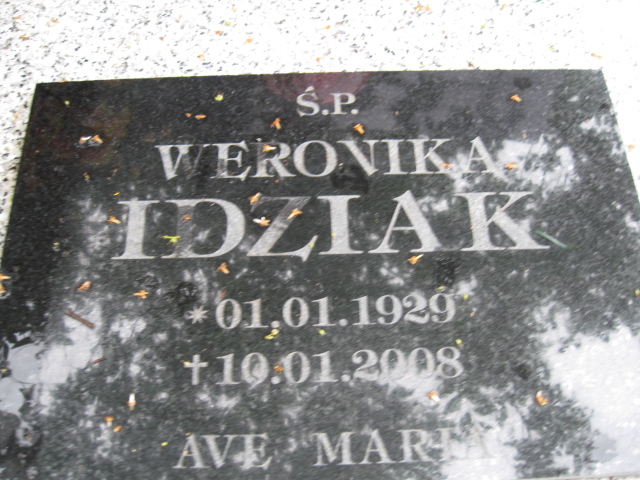 Ś.P.
WERONIKA
IDZIAK
*01.01.1929
†10.01.2008
AVE MARIA